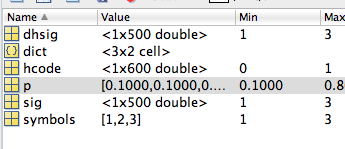 Name ▲ Value Min Max
dhsig <1x500 double> 1 3
dict <3x2 cell>
hcode <1x600 double> 0 1
p [0.1000,0.1000,0.... 0.1000 0.8
sig <1x500 double> 1 3
symbols [1,2,3] 1 3